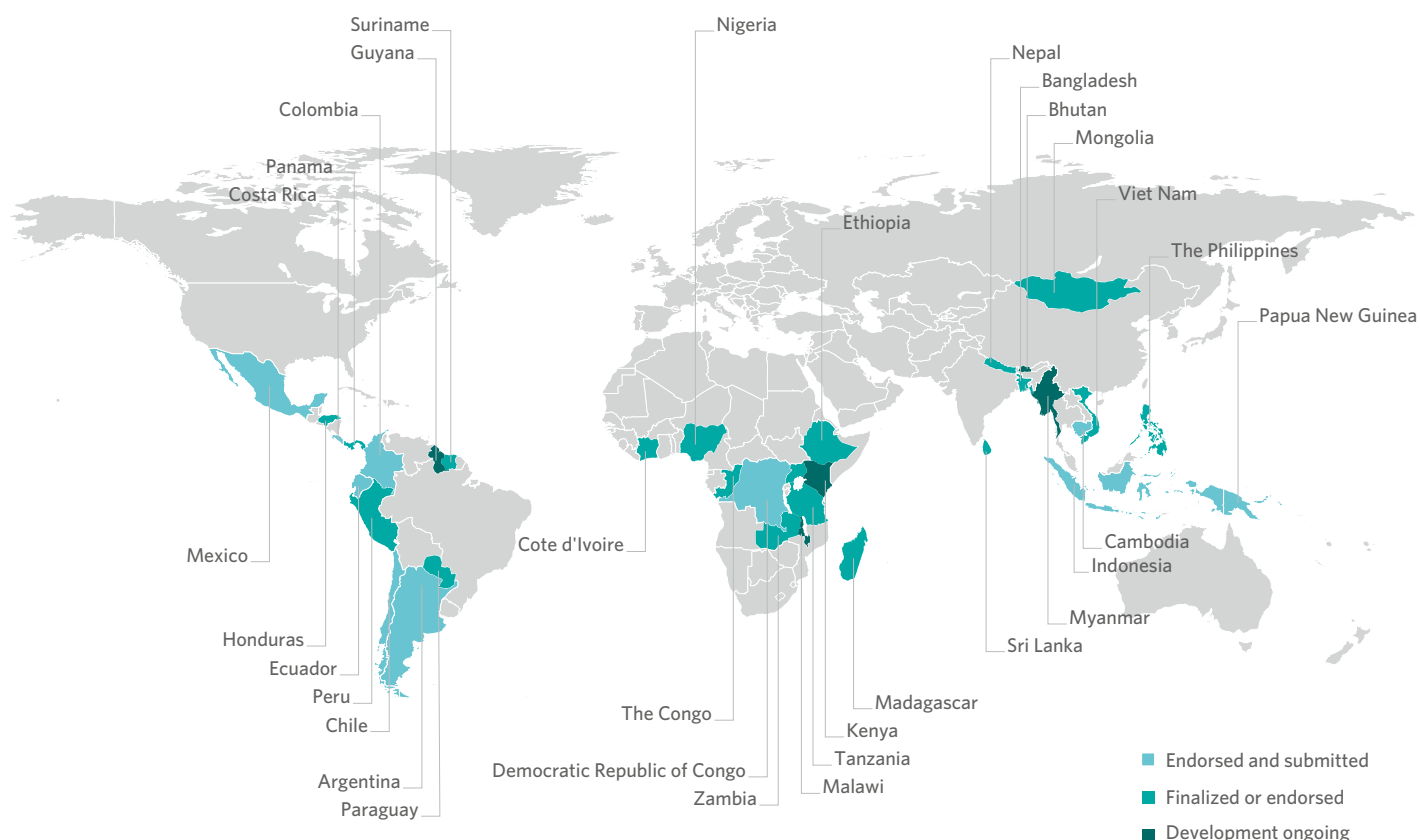 Suriname
Nigeria
Guyana
Nepal
Bangladesh
Colombia
Bhutan
Mongolia
Panama
Costa Rica
Viet Nam
Ethiopia
The Philippines
Papua New Guinea
Cote d'Ivoire
Cambodia
Mexico
Indonesia
Myanmar
Honduras
Sri Lanka
Ecuador
Peru
Madagascar
The Congo
Chile
Kenya
Tanzania
Endorsed and submitted
Democratic Republic of Congo
Argentina
Malawi
Zambia
Finalized or endorsed
Paraguay
Development ongoing